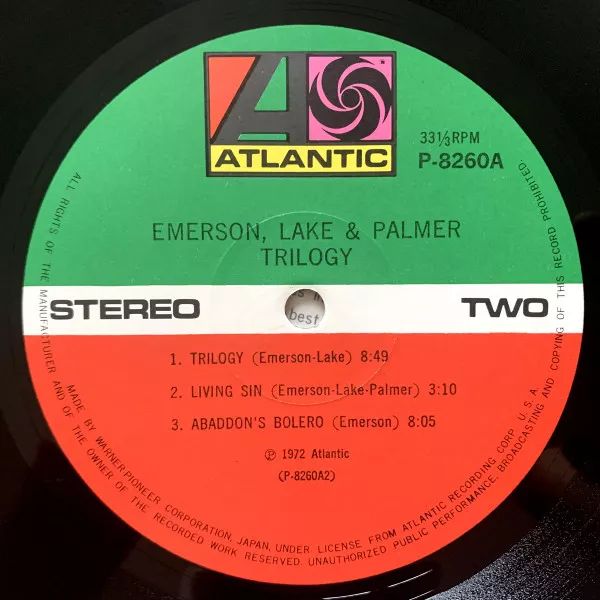 ATLANTIC
33⅓RPM
P-8260A
EMERSON, LAKE & PALMER
TRILOGY
STEREO
TWO
best
1. TRILOGY (Emerson-Lake) 8:49
2. LIVING SIN (Emerson-Lake-Palmer) 3:10
3. ABADDON'S BOLERO (Emerson) 8:05
℗ 1972 Atlantic
(P-8260A2)
MADE BY WARNER-PIONEER CORPORATION, JAPAN, UNDER LICENSE FROM ATLANTIC RECORDING CORP. U.S.A.
ALL RIGHTS OF THE MANUFACTURER AND OF THE OWNER OF THE RECORDED WORK RESERVED. UNAUTHORIZED PUBLIC PERFORMANCE, BROADCASTING AND COPYING OF THIS RECORD PROHIBITED.